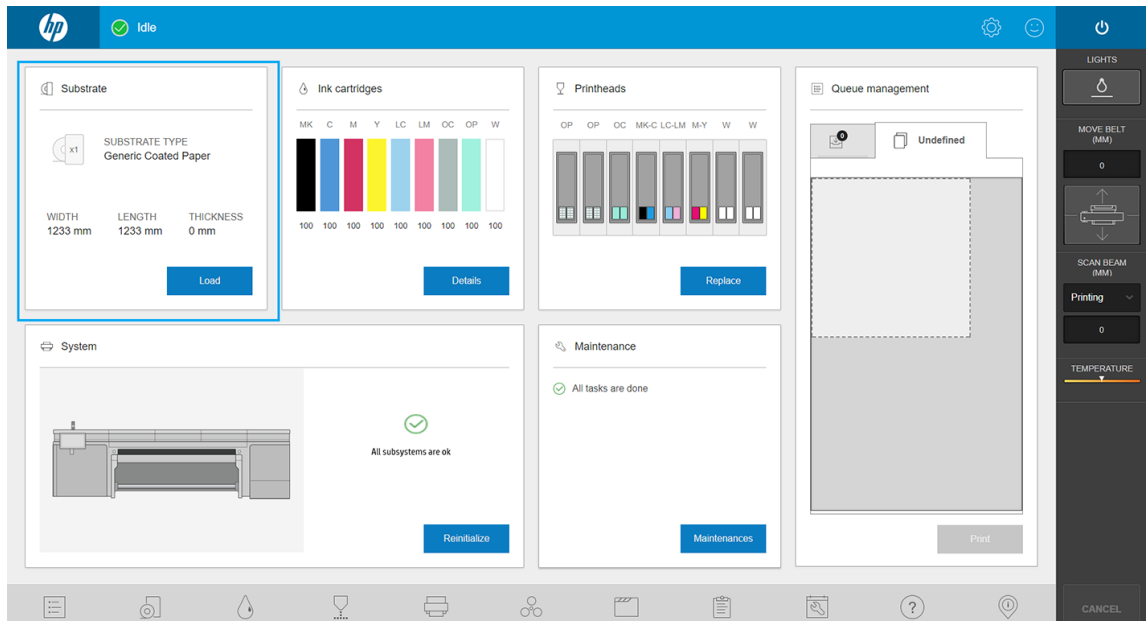 hp
Idle
Substrate
x1
SUBSTRATE TYPE
Generic Coated Paper
WIDTH LENGTH THICKNESS
1233 mm 1233 mm 0 mm
Load
Ink cartridges
MK C M Y LC LM OC OP W
100 100 100 100 100 100 100 100 100
Details
Printheads
OP OP OC MK-C LC-LM M-Y W W
Replace
Queue management
0
Undefined
Print
System
All subsystems are ok
Reinitialize
Maintenance
All tasks are done
Maintenances
LIGHTS
MOVE BELT
(MM)
0
SCAN BEAM
(MM)
Printing
0
TEMPERATURE
CANCEL
?